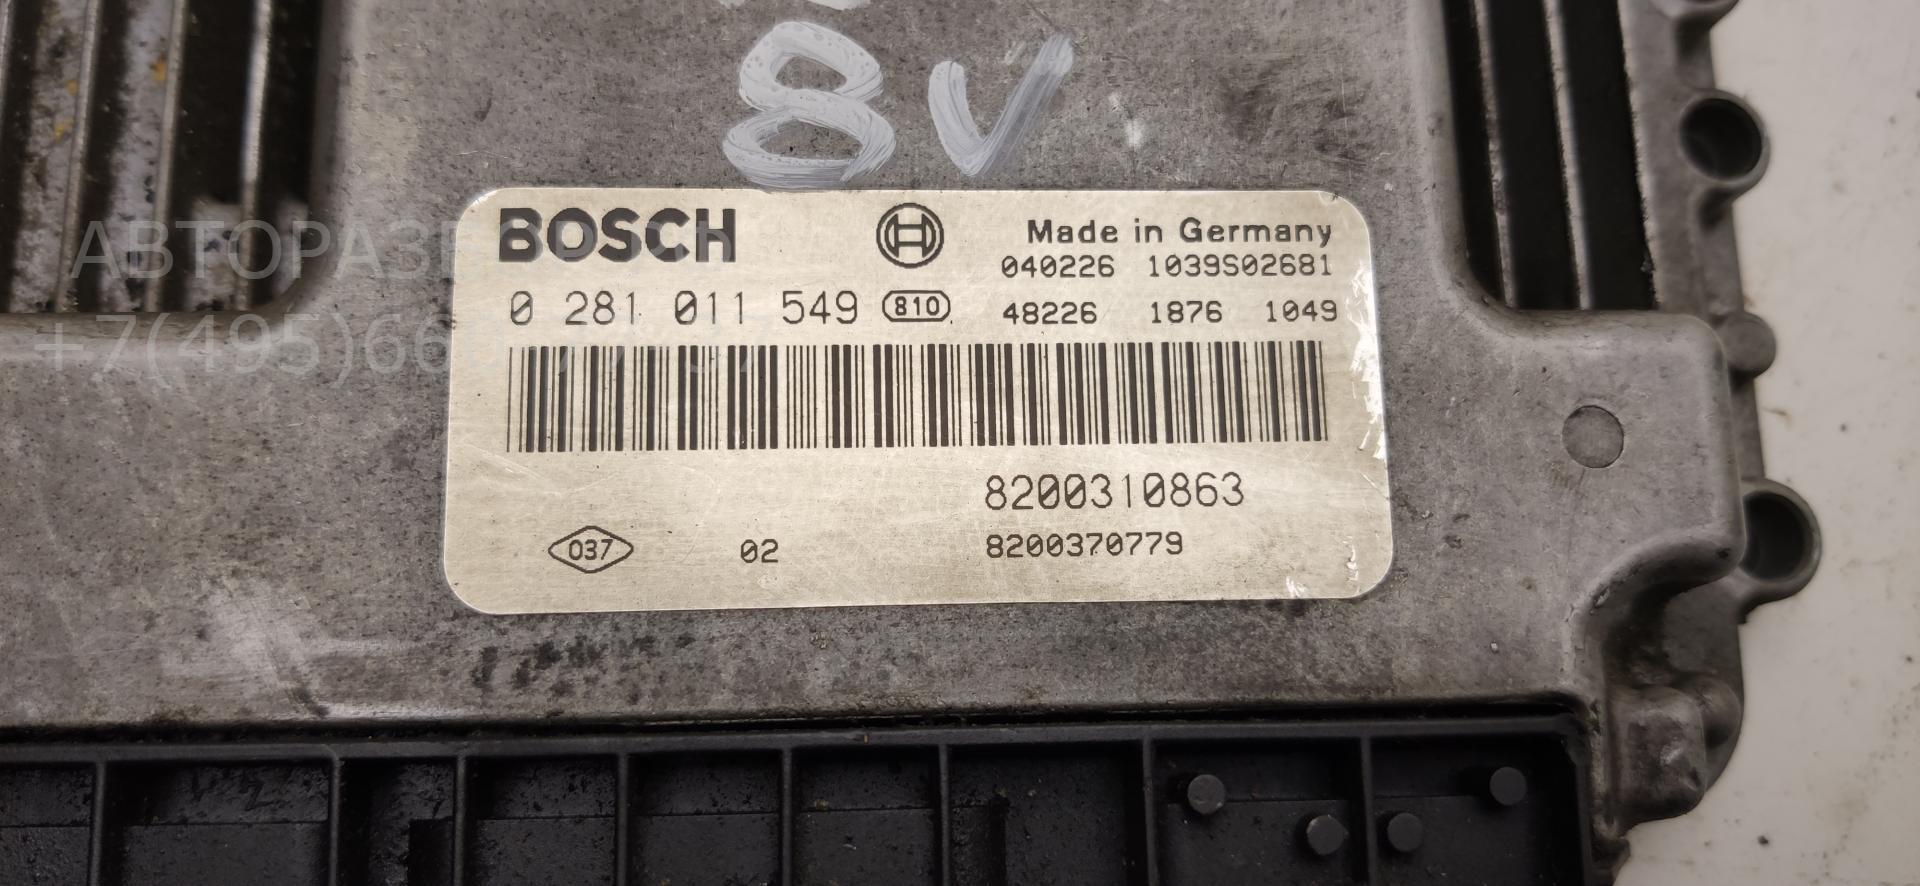 8V
BOSCH
Made in Germany
040226 1039S02681
0 281 011 549 810
48226 1876 1049
8200310863
037 02 8200370779